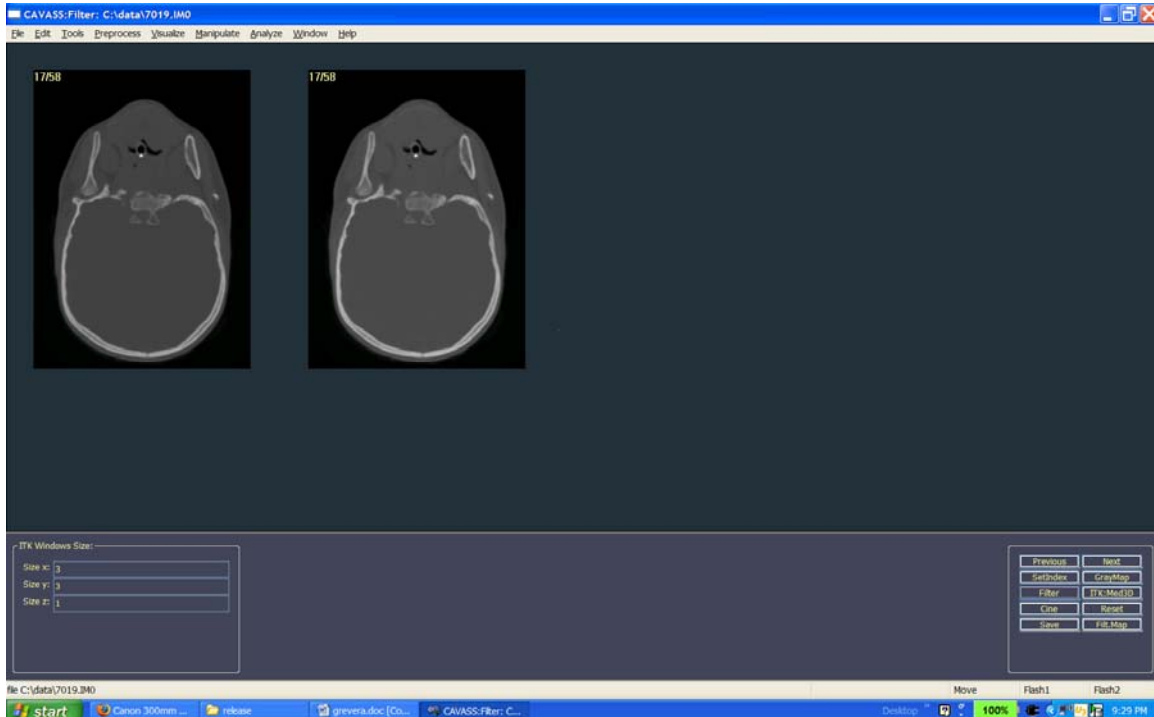 CAVASS:Filter: C:\data\7019.IM0
File Edit Tools Preprocess Visualize Manipulate Analyze Window Help
17/58 17/58
ITK Windows Size:
Size x: 3
Size y: 3
Size z: 1
Previous Next
SetIndex GrayMap
Filter ITK:Med3D
Cine Reset
Save Filt.Map
file C:\data\7019.IM0 Move Flash1 Flash2
start Canon 300mm ... release grevera.doc [Co... CAVASS:Filter: C... Desktop 100% 9:29 PM